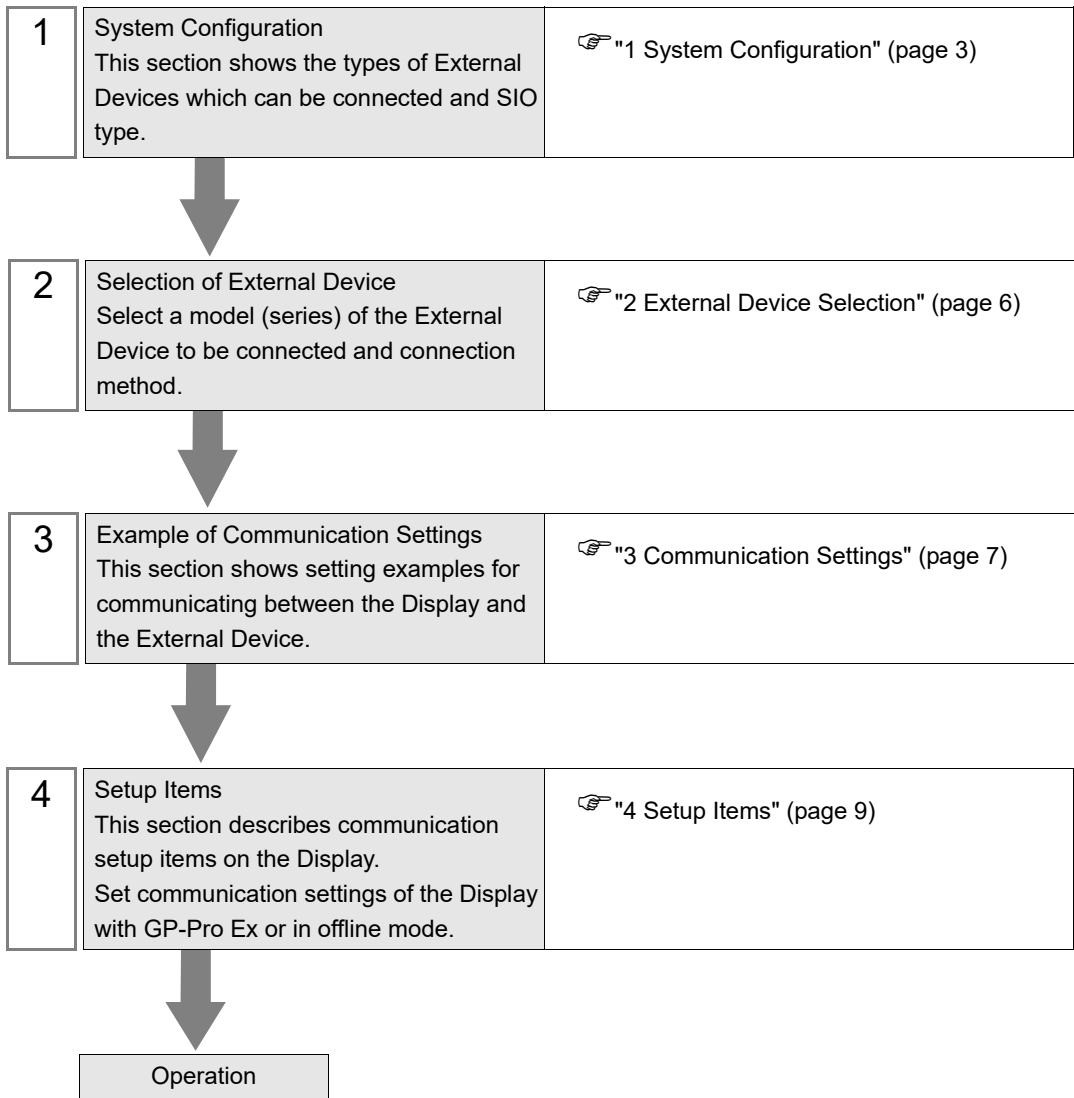 1
System Configuration
This section shows the types of External
Devices which can be connected and SIO
type.
"1 System Configuration" (page 3)
2
Selection of External Device
Select a model (series) of the External
Device to be connected and connection
method.
"2 External Device Selection" (page 6)
3
Example of Communication Settings
This section shows setting examples for
communicating between the Display and
the External Device.
"3 Communication Settings" (page 7)
4
Setup Items
This section describes communication
setup items on the Display.
Set communication settings of the Display
with GP-Pro Ex or in offline mode.
"4 Setup Items" (page 9)
Operation